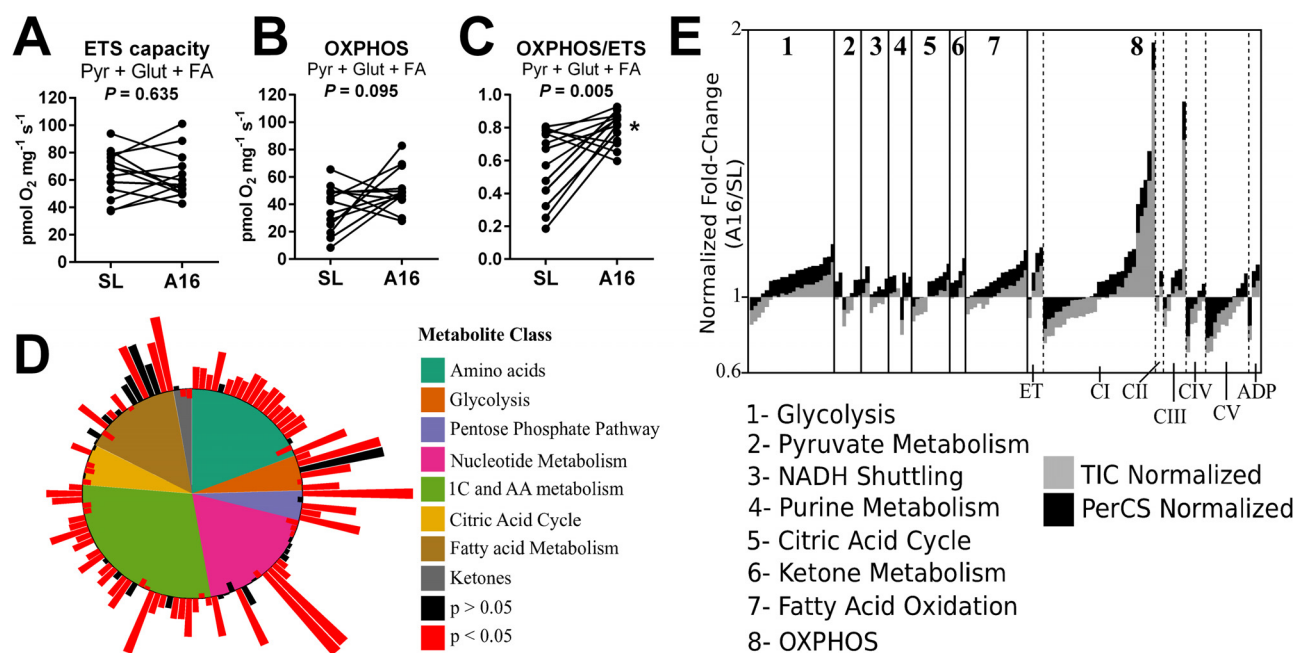 A
ETS capacity
Pyr + Glut + FA
P = 0.635
120
100
80
60
40
20
0
pmol O2 mg-1 s-1
SL
A16
B
OXPHOS
Pyr + Glut + FA
P = 0.095
120
100
80
60
40
20
0
pmol O2 mg-1 s-1
SL
A16
C
OXPHOS/ETS
Pyr + Glut + FA
P = 0.005
1.0
0.8
0.6
0.4
0.2
0.0
*
SL
A16
D
Metabolite Class
Amino acids
Glycolysis
Pentose Phosphate Pathway
Nucleotide Metabolism
1C and AA metabolism
Citric Acid Cycle
Fatty acid Metabolism
Ketones
p > 0.05
p < 0.05
E
Normalized Fold-Change
(A16/SL)
2
1
0.6
1
2
3
4
5
6
7
8
ET
CI
CII
CIII
CIV
CV
ADP
1- Glycolysis
2- Pyruvate Metabolism
3- NADH Shuttling
4- Purine Metabolism
5- Citric Acid Cycle
6- Ketone Metabolism
7- Fatty Acid Oxidation
8- OXPHOS
TIC Normalized
PerCS Normalized